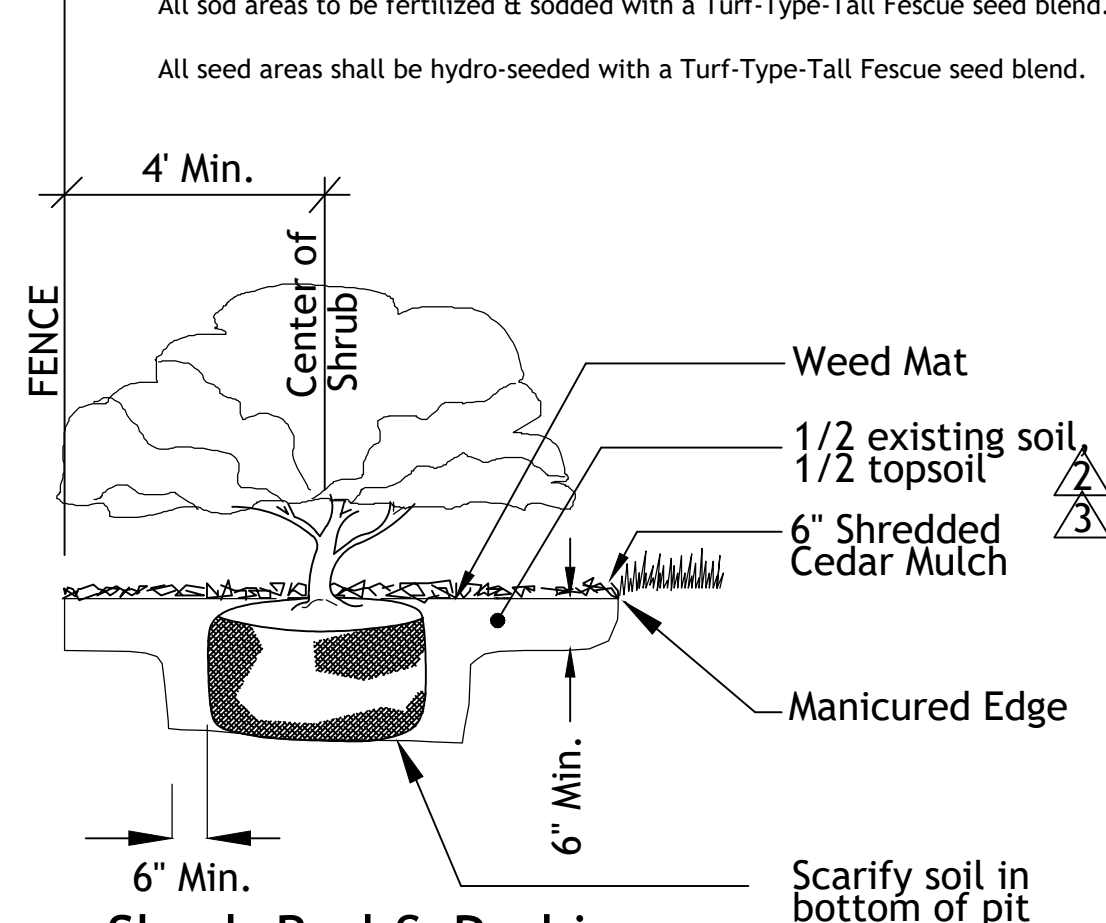 All sod areas to be fertilized & sodded with a Turf-Type-Tall Fescue seed blend.
All seed areas shall be hydro-seeded with a Turf-Type-Tall Fescue seed blend.
4' Min.
FENCE
Center of
Shrub
Weed Mat
1/2 existing soil,
1/2 topsoil
2
3
6" Shredded
Cedar Mulch
Manicured Edge
6" Min.
6" Min.
Scarify soil in
bottom of pit